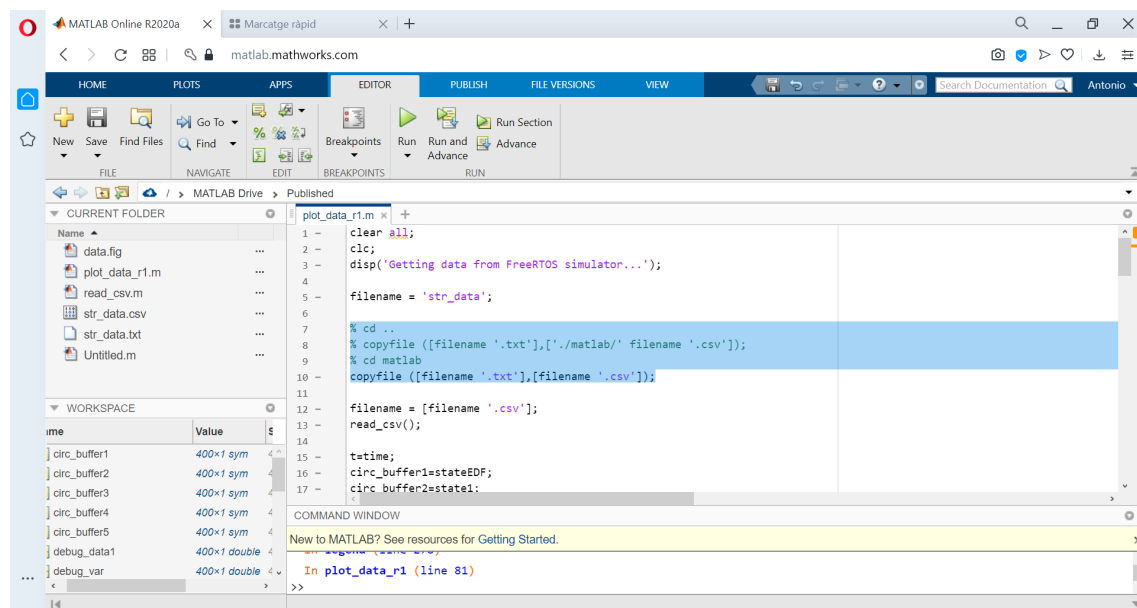 MATLAB Online R2020a
Marcatge ràpid
matlab.mathworks.com
HOME PLOTS APPS EDITOR PUBLISH FILE VERSIONS VIEW Search Documentation Antonio
New Save Find Files Go To Find Breakpoints Run Run and Advance Run Section Advance
FILE NAVIGATE EDIT BREAKPOINTS RUN
/ > MATLAB Drive > Published
CURRENT FOLDER
Name
data.fig
plot_data_r1.m
read_csv.m
str_data.csv
str_data.txt
Untitled.m
WORKSPACE
Value
circ_buffer1 400×1 sym
circ_buffer2 400×1 sym
circ_buffer3 400×1 sym
circ_buffer4 400×1 sym
circ_buffer5 400×1 sym
debug_data1 400×1 double
debug_var 400×1 double
plot_data_r1.m × +
1 – clear all;
2 – clc;
3 – disp('Getting data from FreeRTOS simulator...');
4
5 – filename = 'str_data';
6
7 % cd ..
8 % copyfile ([filename '.txt'],['./matlab/' filename '.csv']);
9 % cd matlab
10 – copyfile ([filename '.txt'],[filename '.csv']);
11
12 – filename = [filename '.csv'];
13 – read_csv();
14
15 – t=time;
16 – circ_buffer1=stateEDF;
17 – circ_buffer2=state1;
COMMAND WINDOW
New to MATLAB? See resources for Getting Started.
In plot_data_r1 (line 81)
>>